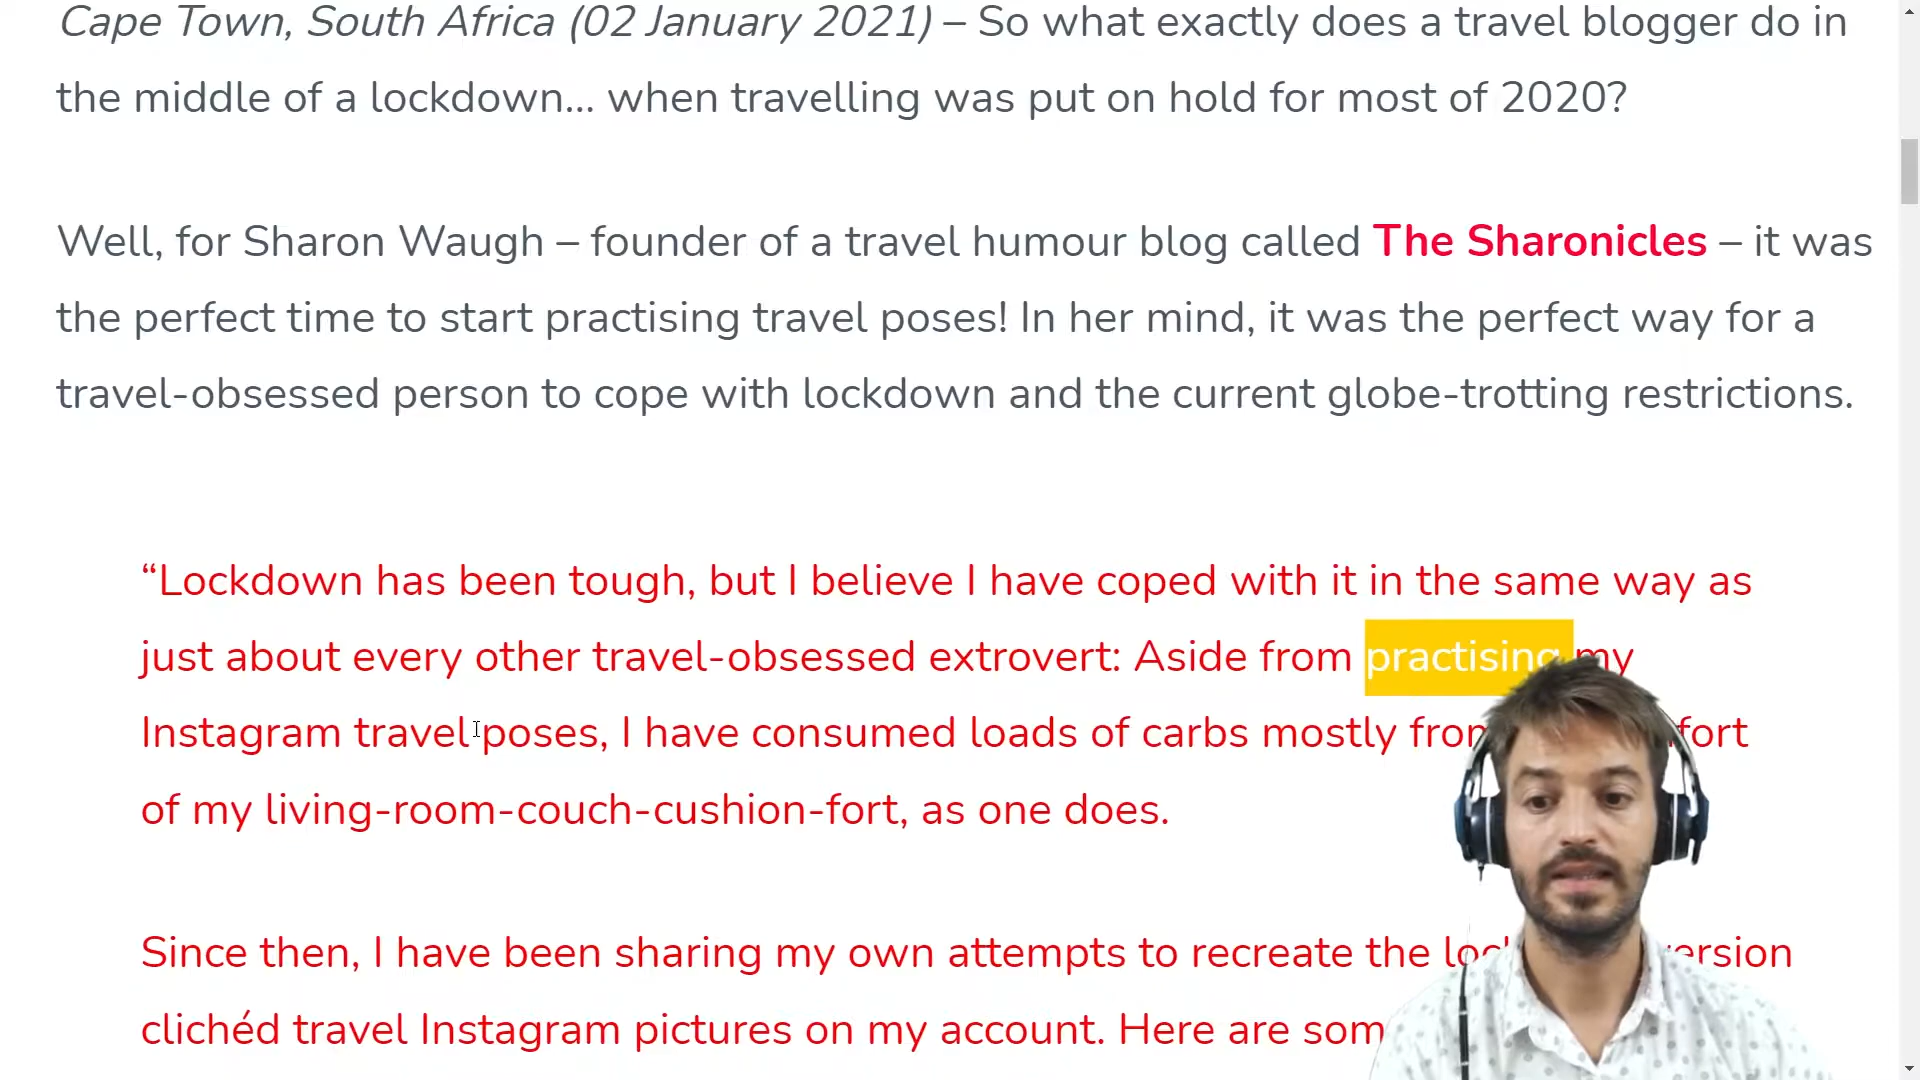 Cape Town, South Africa (02 January 2021) – So what exactly does a travel blogger do in
the middle of a lockdown… when travelling was put on hold for most of 2020?
Well, for Sharon Waugh – founder of a travel humour blog called The Sharonicles – it was
the perfect time to start practising travel poses! In her mind, it was the perfect way for a
travel-obsessed person to cope with lockdown and the current globe-trotting restrictions.
“Lockdown has been tough, but I believe I have coped with it in the same way as
just about every other travel-obsessed extrovert: Aside from practising my
Instagram travel poses, I have consumed loads of carbs mostly from
of my living-room-couch-cushion-fort, as one does.
Since then, I have been sharing my own attempts to recreate the
clichéd travel Instagram pictures on my account. Here are